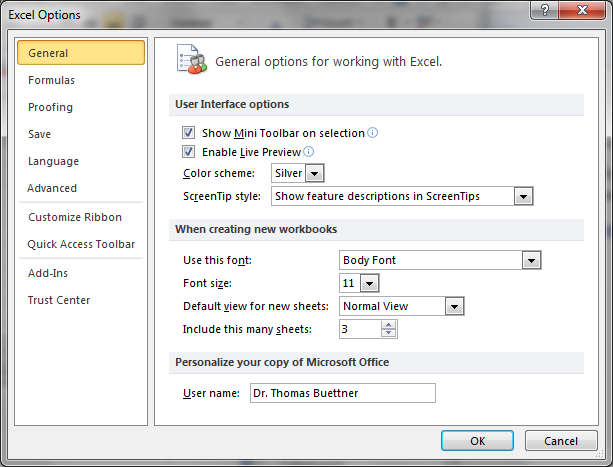 Excel Options
General
Formulas
Proofing
Save
Language
Advanced
Customize Ribbon
Quick Access Toolbar
Add-Ins
Trust Center
General options for working with Excel.
User Interface options
Show Mini Toolbar on selection
Enable Live Preview
Color scheme: Silver
ScreenTip style: Show feature descriptions in ScreenTips
When creating new workbooks
Use this font: Body Font
Font size: 11
Default view for new sheets: Normal View
Include this many sheets: 3
Personalize your copy of Microsoft Office
User name: Dr. Thomas Buettner
OK Cancel